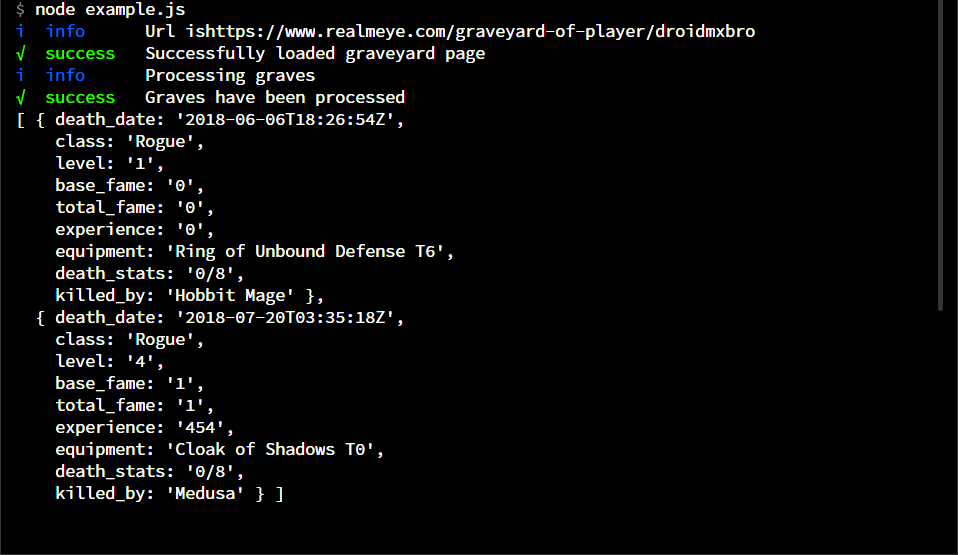 $ node example.js
i info Url ishttps://www.realmeye.com/graveyard-of-player/droidmxbro
√ success Successfully loaded graveyard page
i info Processing graves
√ success Graves have been processed
[ { death_date: '2018-06-06T18:26:54Z',
class: 'Rogue',
level: '1',
base_fame: '0',
total_fame: '0',
experience: '0',
equipment: 'Ring of Unbound Defense T6',
death_stats: '0/8',
killed_by: 'Hobbit Mage' },
{ death_date: '2018-07-20T03:35:18Z',
class: 'Rogue',
level: '4',
base_fame: '1',
total_fame: '1',
experience: '454',
equipment: 'Cloak of Shadows T0',
death_stats: '0/8',
killed_by: 'Medusa' } ]